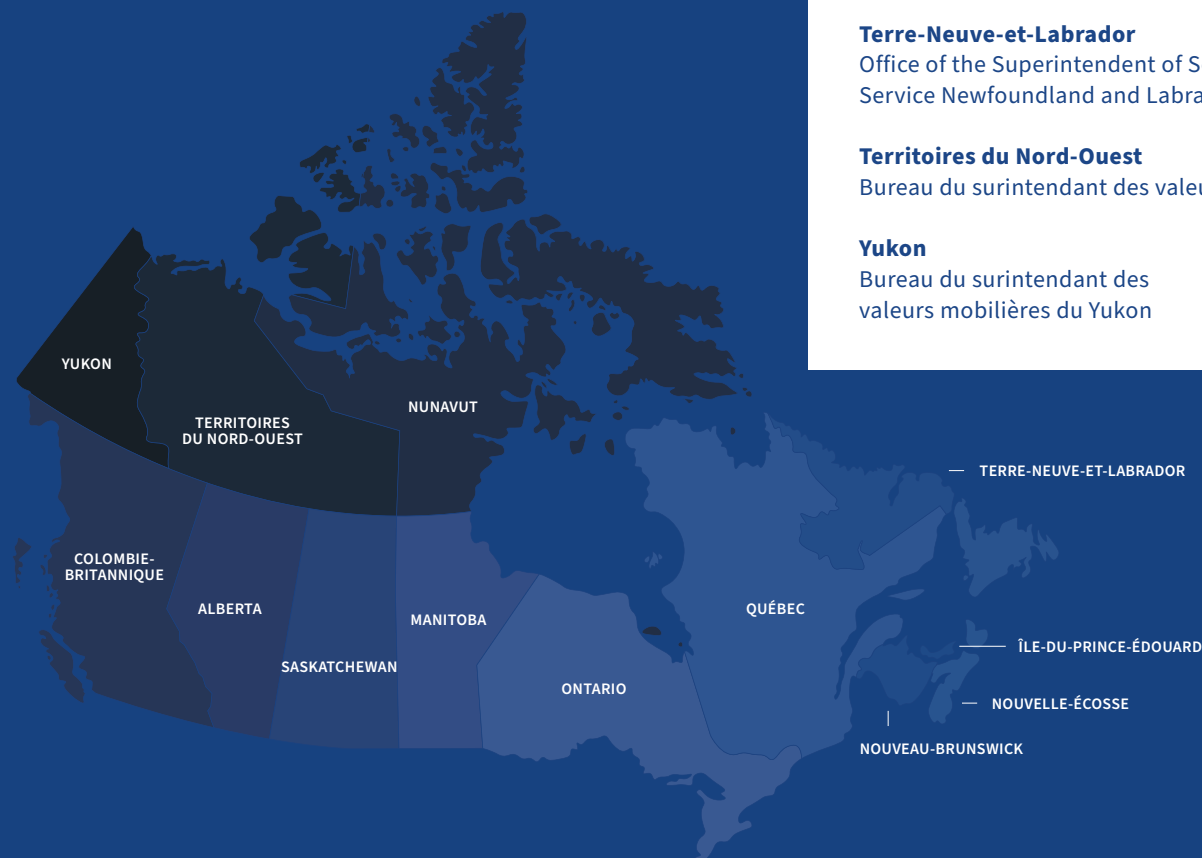 Terre-Neuve-et-Labrador
Office of the Superintendent of
Service Newfoundland and
Territoires du Nord-Ouest
Bureau du surintendant des
Yukon
Bureau du surintendant des
valeurs mobilières du Yukon
YUKON
TERRITOIRES
DU NORD-OUEST
NUNAVUT
TERRE-NEUVE-ET-LABRADOR
COLOMBIE-
BRITANNIQUE
ALBERTA
SASKATCHEWAN
MANITOBA
ONTARIO
QUÉBEC
ÎLE-DU-PRINCE-ÉDOUARD
NOUVELLE-ÉCOSSE
NOUVEAU-BRUNSWICK